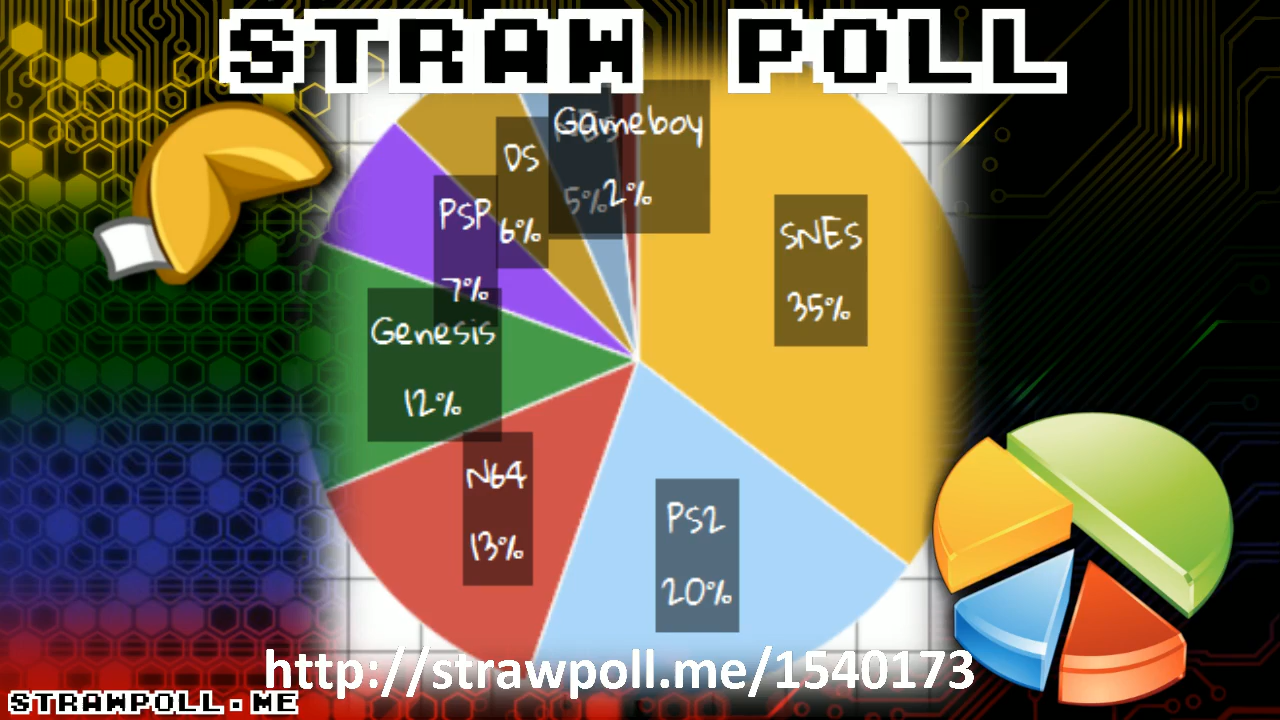 STRAW POLL
Gameboy
2%
5%
DS
6%
PSP
7%
SNES
35%
Genesis
12%
N64
13%
PS2
20%
http://strawpoll.me/1540173
STRAWPOLL.ME